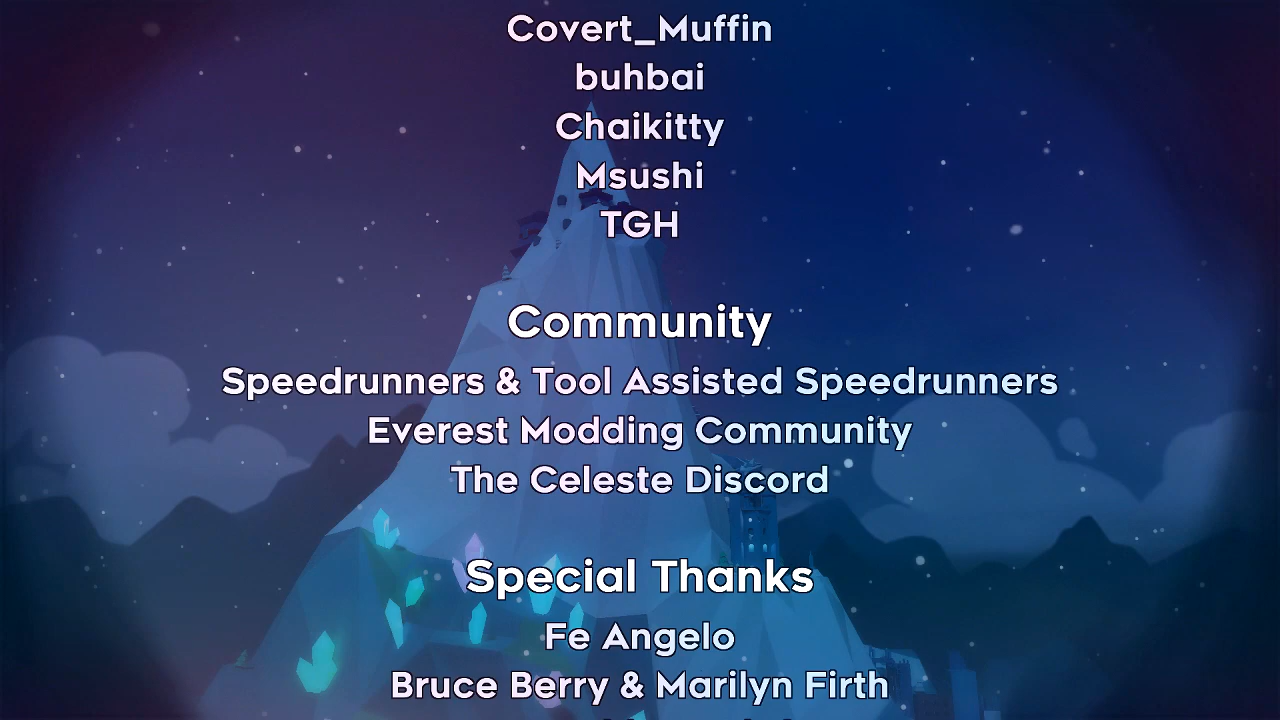 Covert_Muffin
buhbai
Chaikitty
Msushi
TGH
Community
Speedrunners & Tool Assisted Speedrunners
Everest Modding Community
The Celeste Discord
Special Thanks
Fe Angelo
Bruce Berry & Marilyn Firth